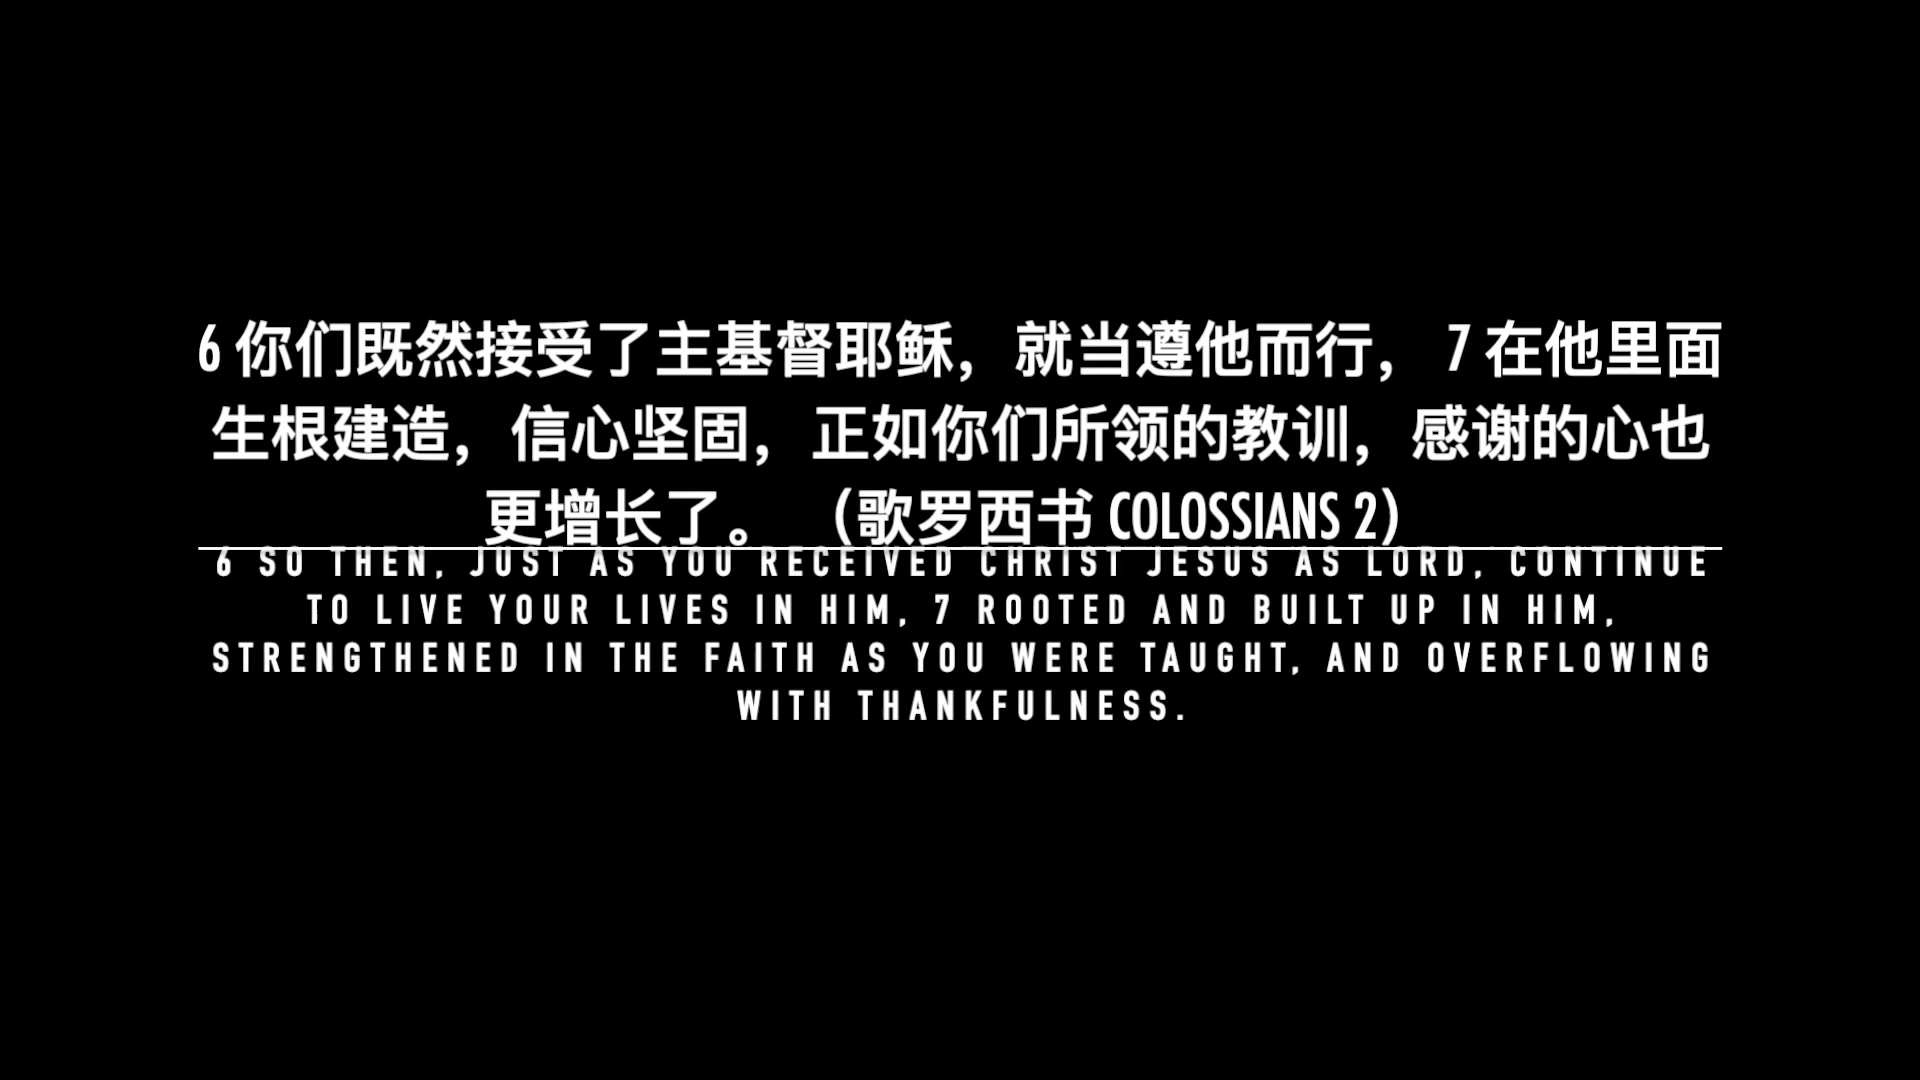 6 你们既然接受了主基督耶稣，就当遵他而行， 7 在他里面
生根建造，信心坚固，正如你们所领的教训，感谢的心也
更增长了。 （歌罗西书 COLOSSIANS 2）
6 SO THEN, JUST AS YOU RECEIVED CHRIST JESUS AS LORD, CONTINUE
TO LIVE YOUR LIVES IN HIM, 7 ROOTED AND BUILT UP IN HIM,
STRENGTHENED IN THE FAITH AS YOU WERE TAUGHT, AND OVERFLOWING
WITH THANKFULNESS.